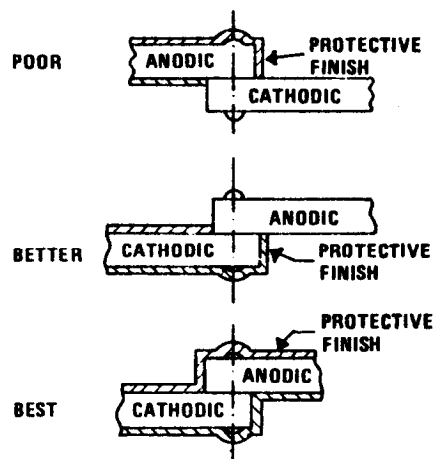 POOR
ANODIC
PROTECTIVE
FINISH
CATHODIC
BETTER
ANODIC
CATHODIC
PROTECTIVE
FINISH
BEST
PROTECTIVE
FINISH
ANODIC
CATHODIC